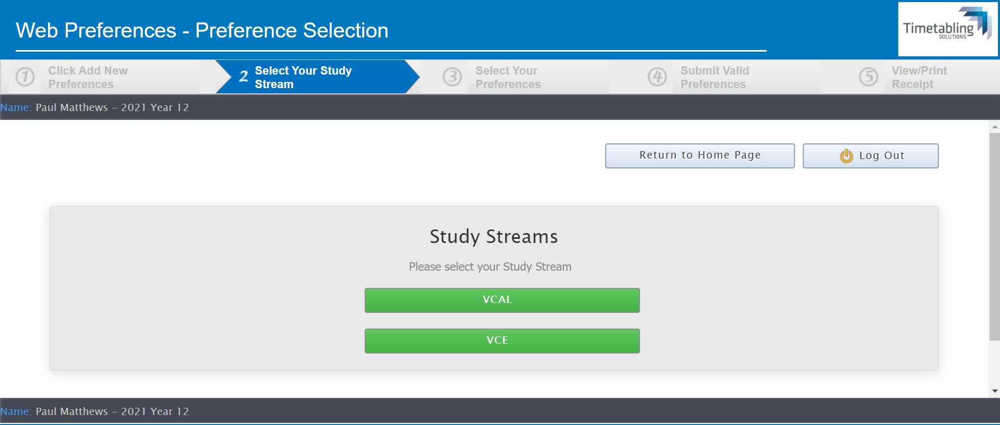 Web Preferences - Preference Selection
Timetabling
SOLUTIONS
1 Click Add New
Preferences
2 Select Your Study
Stream
3 Select Your
Preferences
4 Submit Valid
Preferences
5 View/Print
Receipt
Name: Paul Matthews - 2021 Year 12
Return to Home Page
Log Out
Study Streams
Please select your Study Stream
VCAL
VCE
Name: Paul Matthews - 2021 Year 12